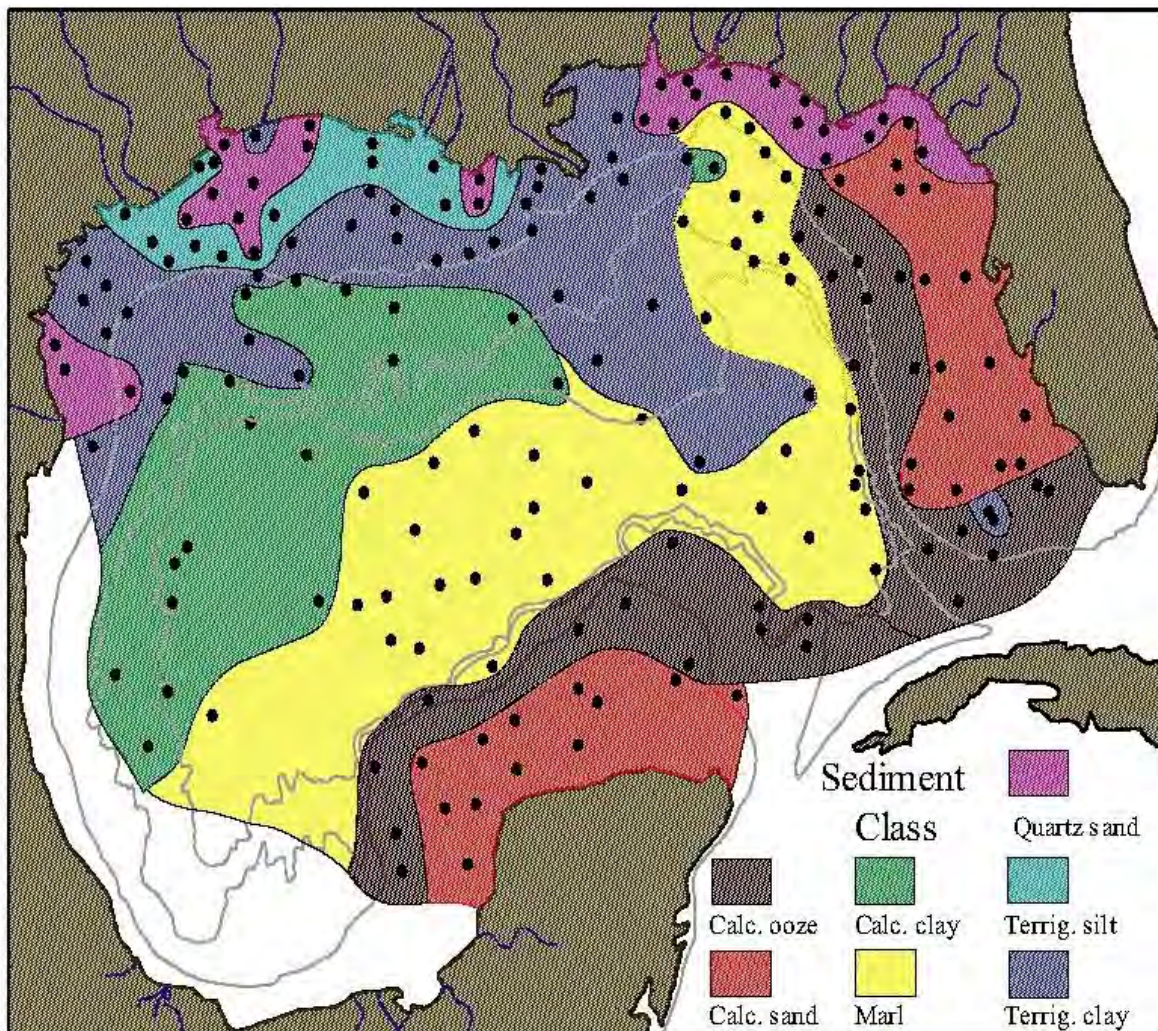 Sediment
Class
Quartz sand
Calc. ooze Calc. clay Terrig. silt
Calc. sand Marl Terrig. clay